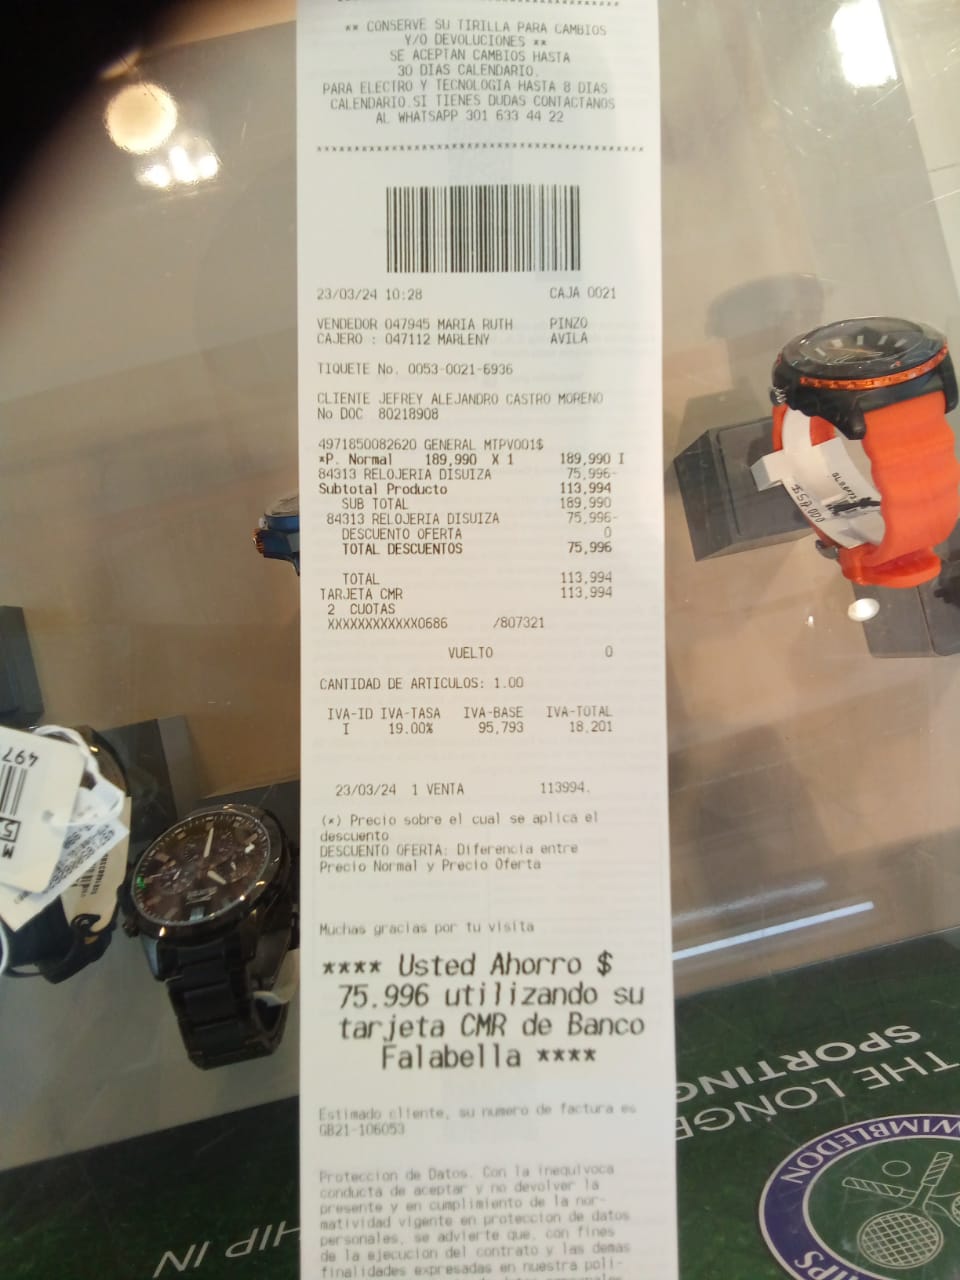 ** CONSERVE SU TIRILLA PARA CAMBIOS
Y/O DEVOLUCIONES **
SE ACEPTAN CAMBIOS HASTA
30 DIAS CALENDARIO.
PARA ELECTRO Y TECNOLOGIA HASTA 8 DIAS
CALENDARIO.SI TIENES DUDAS CONTACTANOS
AL WHATSAPP 301 633 44 22
23/03/24 10:28 CAJA 0021
VENDEDOR 047945 MARIA RUTH PINZO
CAJERO : 047112 MARLENY AVILA
TIQUETE No. 0053-0021-6936
CLIENTE JEFREY ALEJANDRO CASTRO MORENO
No DOC 80218908
4971850082620 GENERAL MTPV001$
*P. Normal 189,990 X 1 189,990 I
84313 RELOJERIA DISUIZA 75,996-
Subtotal Producto 113,994
SUB TOTAL 189,990
84313 RELOJERIA DISUIZA 75,996-
DESCUENTO OFERTA 0
TOTAL DESCUENTOS 75,996
TOTAL 113,994
TARJETA CMR 113,994
2 CUOTAS
XXXXXXXXXXXX0686 /807321
VUELTO 0
CANTIDAD DE ARTICULOS: 1.00
IVA-ID IVA-TASA IVA-BASE IVA-TOTAL
I 19.00% 95,793 18,201
23/03/24 1 VENTA 113994.
(*) Precio sobre el cual se aplica el
descuento
DESCUENTO OFERTA: Diferencia entre
Precio Normal y Precio Oferta
Muchas gracias por tu visita
**** Usted Ahorro $
75.996 utilizando su
tarjeta CMR de Banco
Falabella ****
Estimado cliente, su numero de factura es
GB21-106053
Proteccion de Datos. Con la inequivoca
conducta de aceptar y no devolver la
presente y en cumplimiento de la nor-
matividad vigente en proteccion de datos
personales, se advierte que, con fines
de la ejecucion del contrato y las demas
finalidades expresadas en nuestra poli-
497
THE LONGE
SPORTING
HIP IN
WIMBLEDON